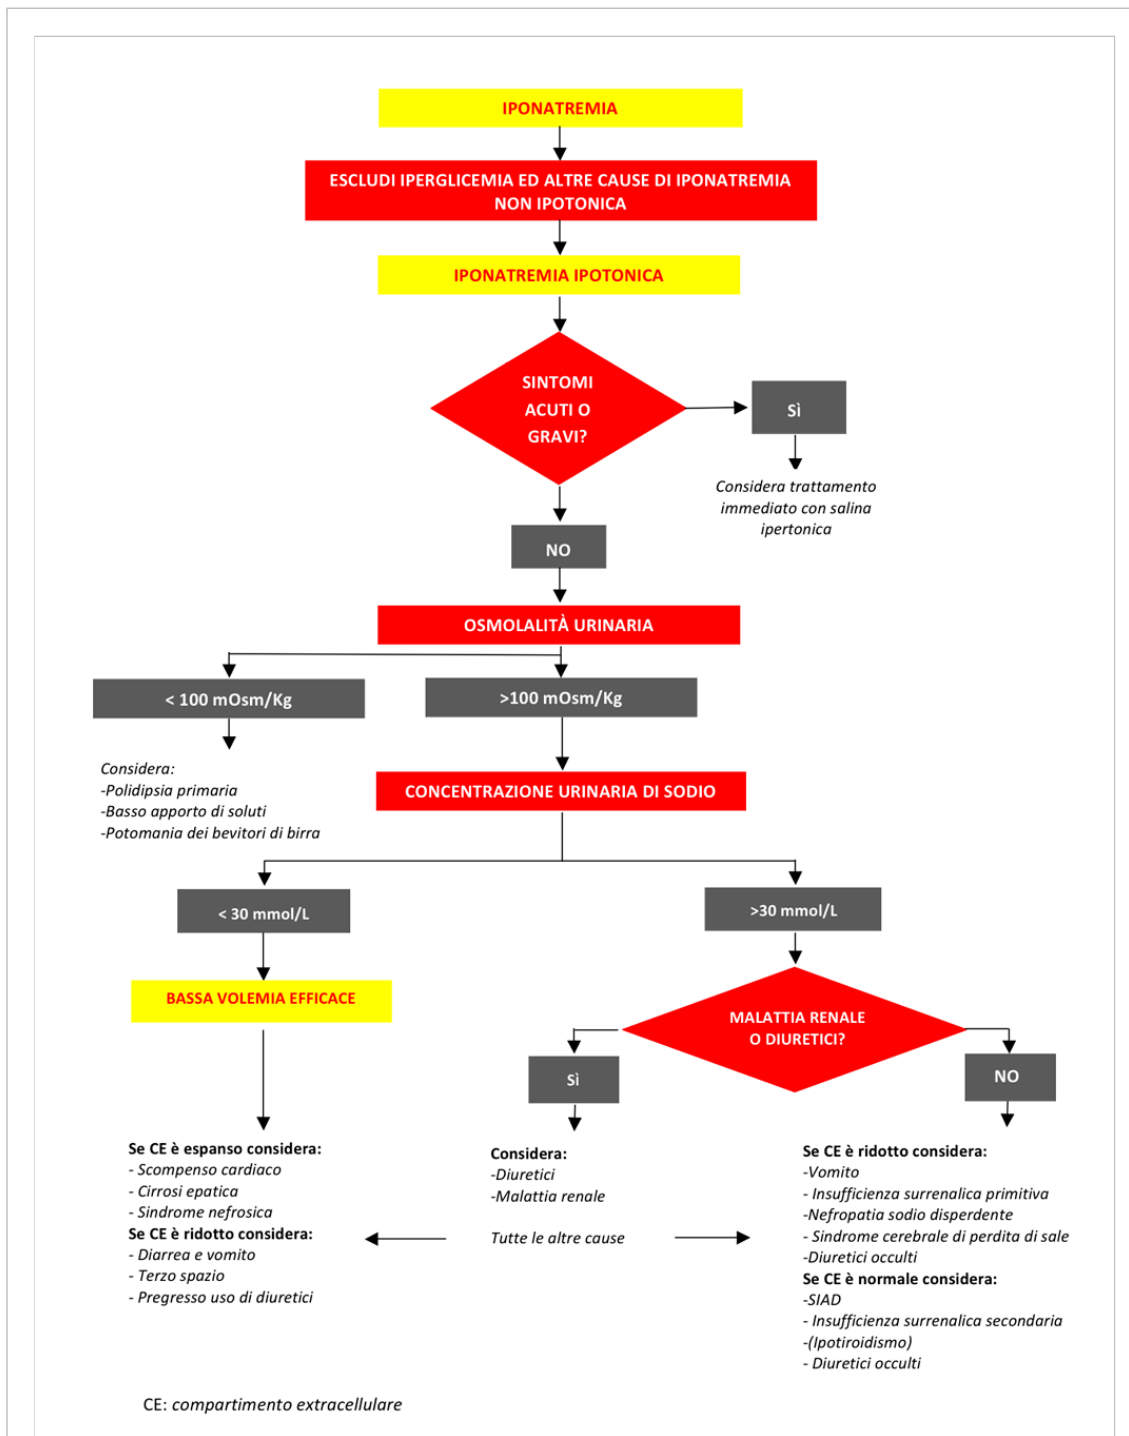 IPONATREMIA
ESCLUDI IPERGLICEMIA ED ALTRE CAUSE DI IPONATREMIA
NON IPOTONICA
IPONATREMIA IPOTONICA
SINTOMI
ACUTI O
GRAVI?
SÌ
Considera trattamento
immediato con salina
ipertonica
NO
OSMOLALITÀ URINARIA
< 100 mOsm/Kg
>100 mOsm/Kg
Considera:
-Polidipsia primaria
-Basso apporto di soluti
-Potomania dei bevitori di birra
CONCENTRAZIONE URINARIA DI SODIO
< 30 mmol/L
>30 mmol/L
BASSA VOLEMIA EFFICACE
MALATTIA RENALE
O DIURETICI?
SÌ
NO
Se CE è espanso considera:
- Scompenso cardiaco
- Cirrosi epatica
- Sindrome nefrosica
Se CE è ridotto considera:
- Diarrea e vomito
- Terzo spazio
- Pregresso uso di diuretici
Considera:
-Diuretici
-Malattia renale
Tutte le altre cause
Se CE è ridotto considera:
-Vomito
- Insufficienza surrenalica primitiva
-Nefropatia sodio disperdente
- Sindrome cerebrale di perdita di sale
-Diuretici occulti
Se CE è normale considera:
-SIAD
- Insufficienza surrenalica secondaria
-(Ipotiroidismo)
- Diuretici occulti
CE: compartimento extracellulare